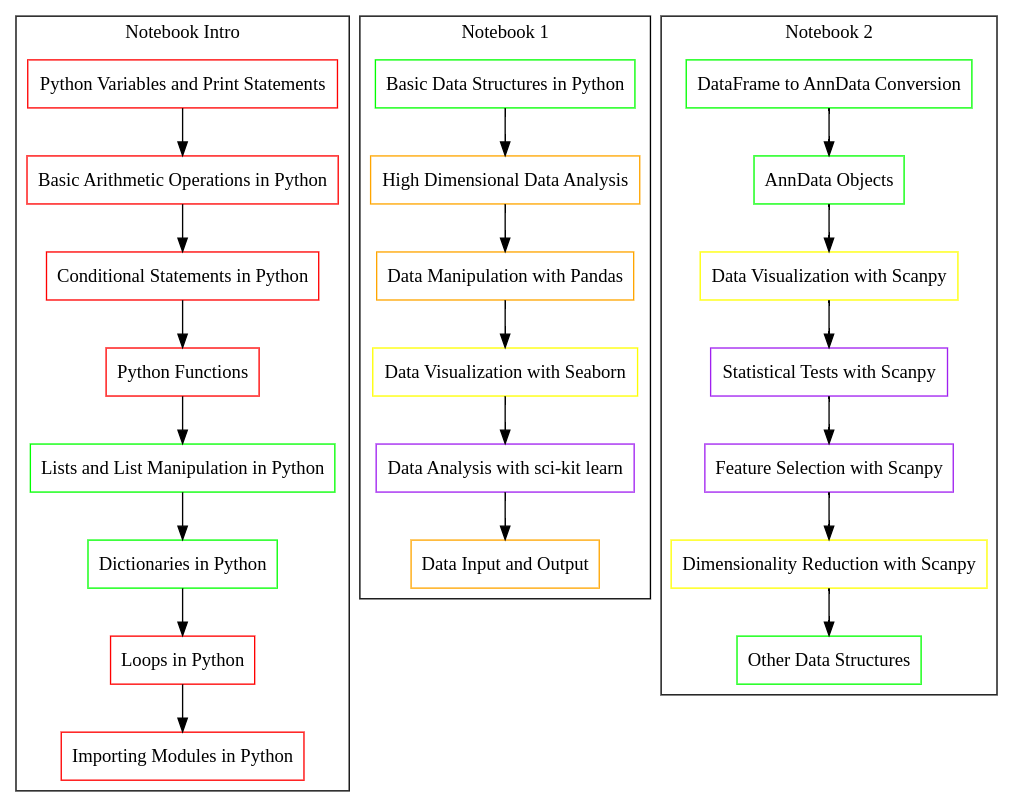 Notebook Intro
Python Variables and Print Statements
Basic Arithmetic Operations in Python
Conditional Statements in Python
Python Functions
Lists and List Manipulation in Python
Dictionaries in Python
Loops in Python
Importing Modules in Python
Notebook 1
Basic Data Structures in Python
High Dimensional Data Analysis
Data Manipulation with Pandas
Data Visualization with Seaborn
Data Analysis with sci-kit learn
Data Input and Output
Notebook 2
DataFrame to AnnData Conversion
AnnData Objects
Data Visualization with Scanpy
Statistical Tests with Scanpy
Feature Selection with Scanpy
Dimensionality Reduction with Scanpy
Other Data Structures